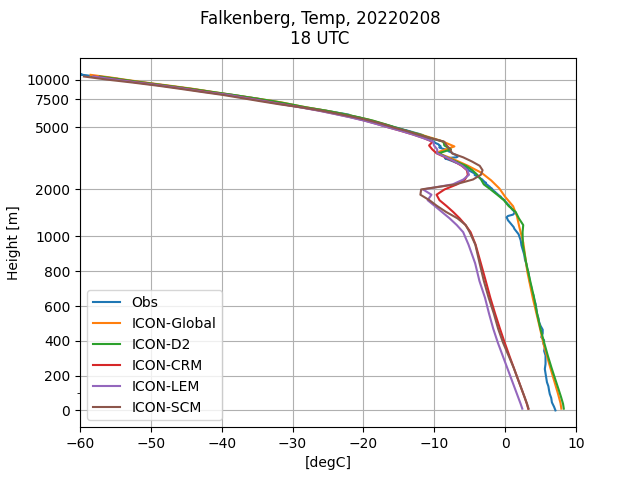 Falkenberg, Temp, 20220208
18 UTC
10000
7500
5000
2000
1000
800
600
400
200
0
Height [m]
Obs
ICON-Global
ICON-D2
ICON-CRM
ICON-LEM
ICON-SCM
−60 −50 −40 −30 −20 −10 0 10
[degC]